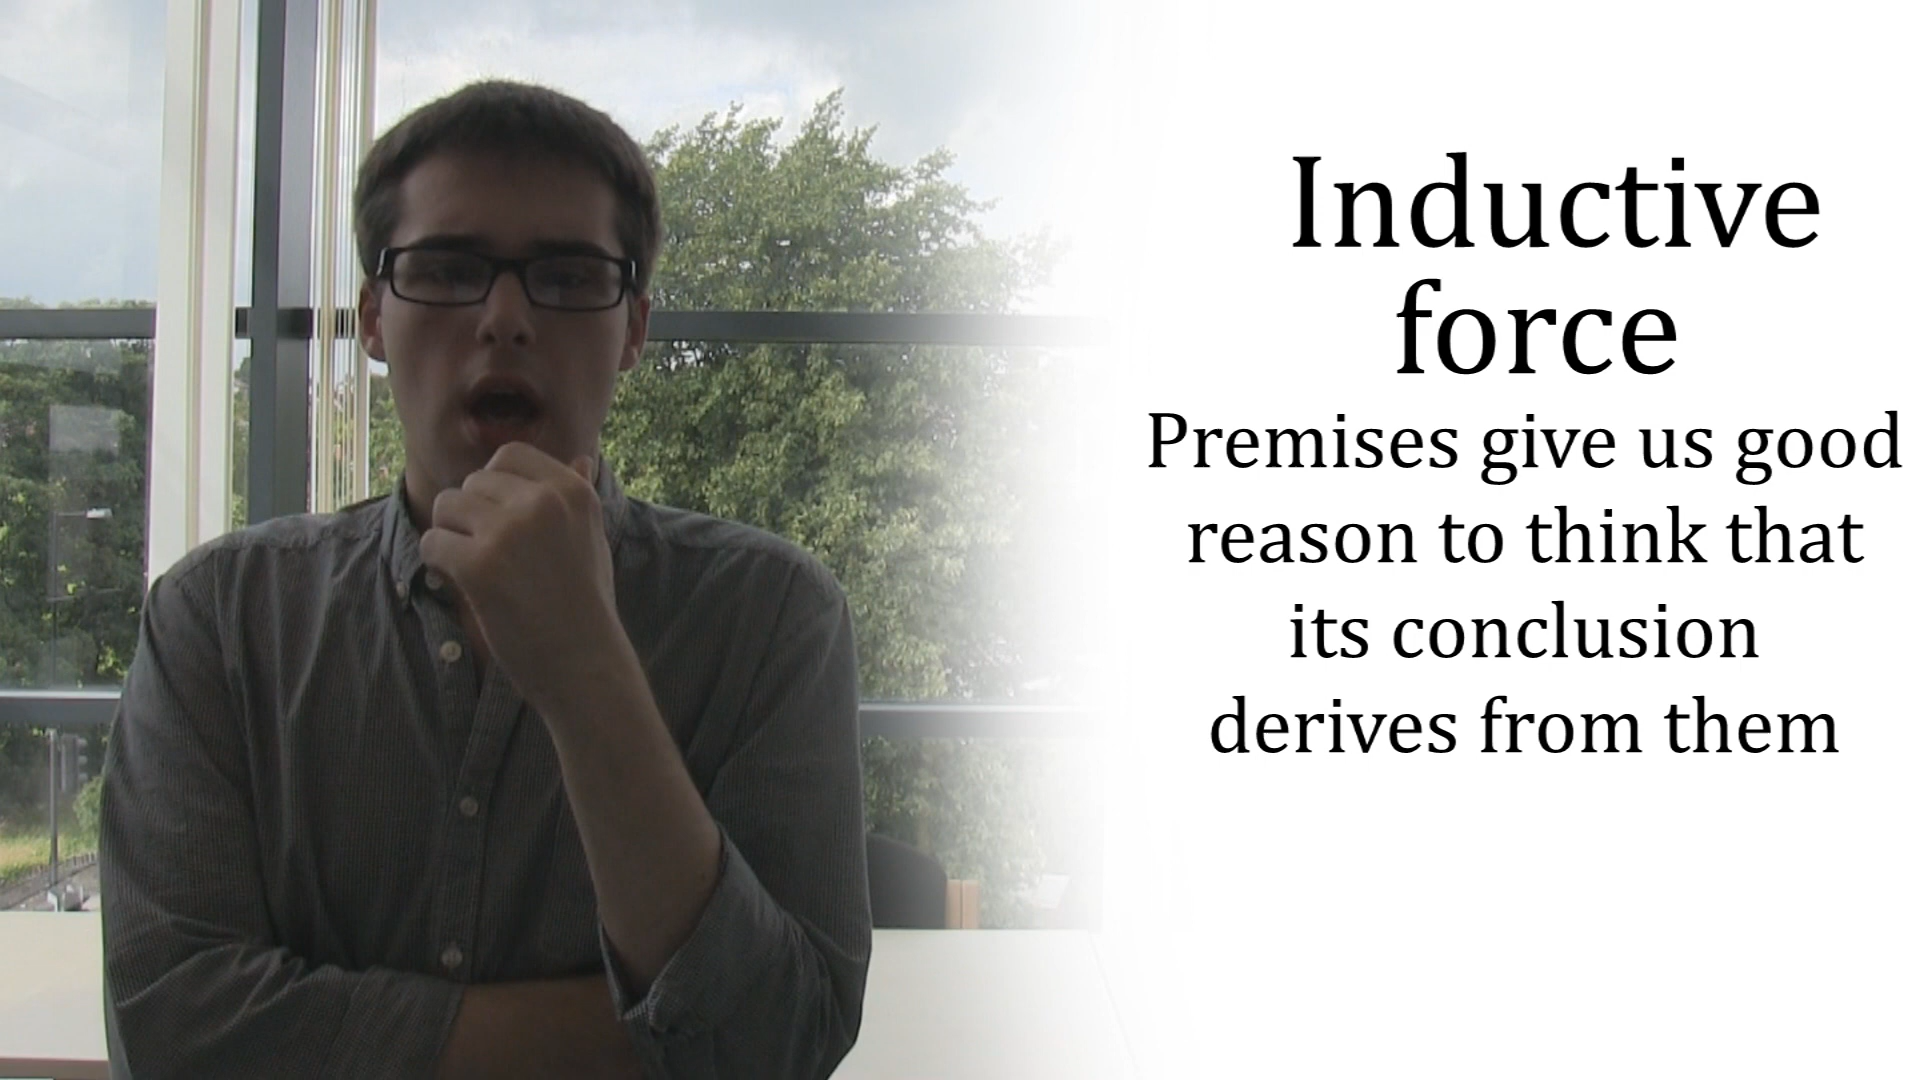 Inductive
force
Premises give us good
reason to think that
its conclusion
derives from them